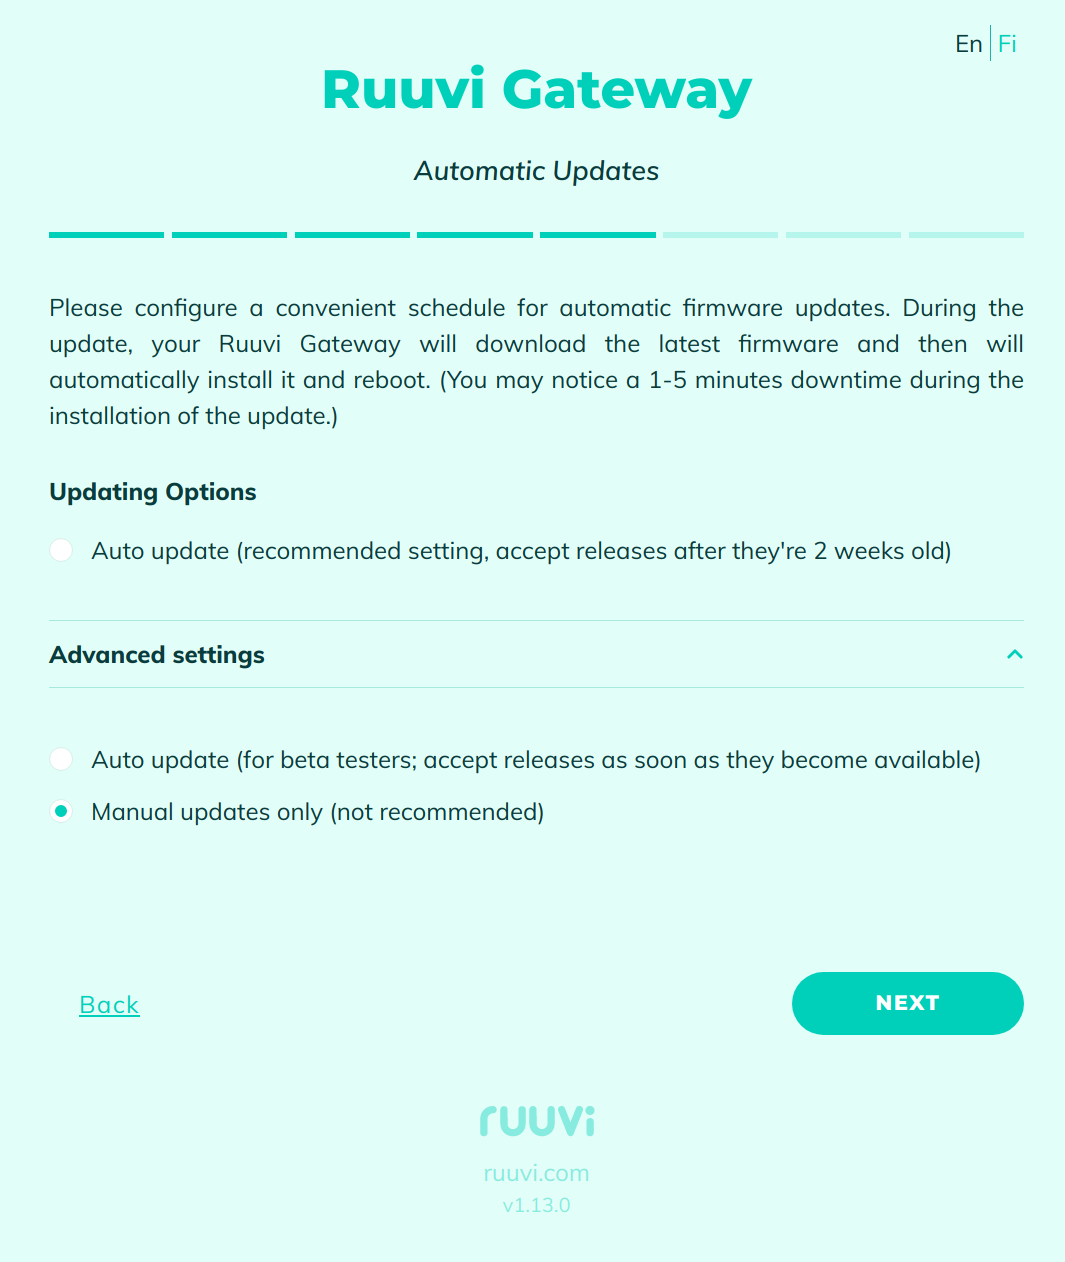 En Fi
Ruuvi Gateway
Automatic Updates
Please configure a convenient schedule for automatic firmware updates. During the
update, your Ruuvi Gateway will download the latest firmware and then will
automatically install it and reboot. (You may notice a 1-5 minutes downtime during the
installation of the update.)
Updating Options
Auto update (recommended setting, accept releases after they're 2 weeks old)
Advanced settings
Auto update (for beta testers; accept releases as soon as they become available)
Manual updates only (not recommended)
Back
NEXT
ruuvi
ruuvi.com
v1.13.0